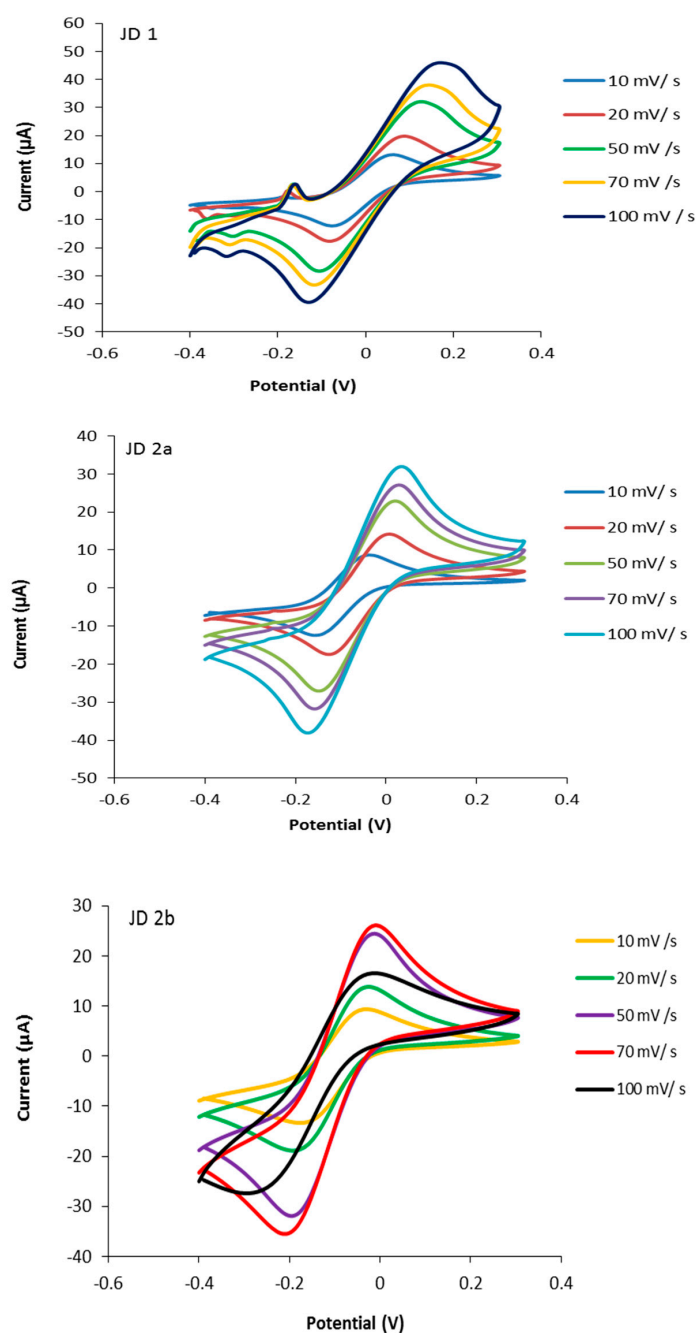 JD 1
60
50
40
30
20
10
0
-10
-20
-30
-40
-50
-0.6 -0.4 -0.2 0 0.2 0.4
Current (µA)
Potential (V)
10 mV/ s
20 mV/ s
50 mV /s
70 mV/ s
100 mV / s
JD 2a
40
30
20
10
0
-10
-20
-30
-40
-50
-0.6 -0.4 -0.2 0 0.2 0.4
Current (µA)
Potential (V)
10 mV/ s
20 mV/ s
50 mV/ s
70 mV/ s
100 mV/ s
JD 2b
30
20
10
0
-10
-20
-30
-40
-0.6 -0.4 -0.2 0 0.2 0.4
Current (µA)
Potential (V)
10 mV /s
20 mV/ s
50 mV /s
70 mV/ s
100 mV/ s